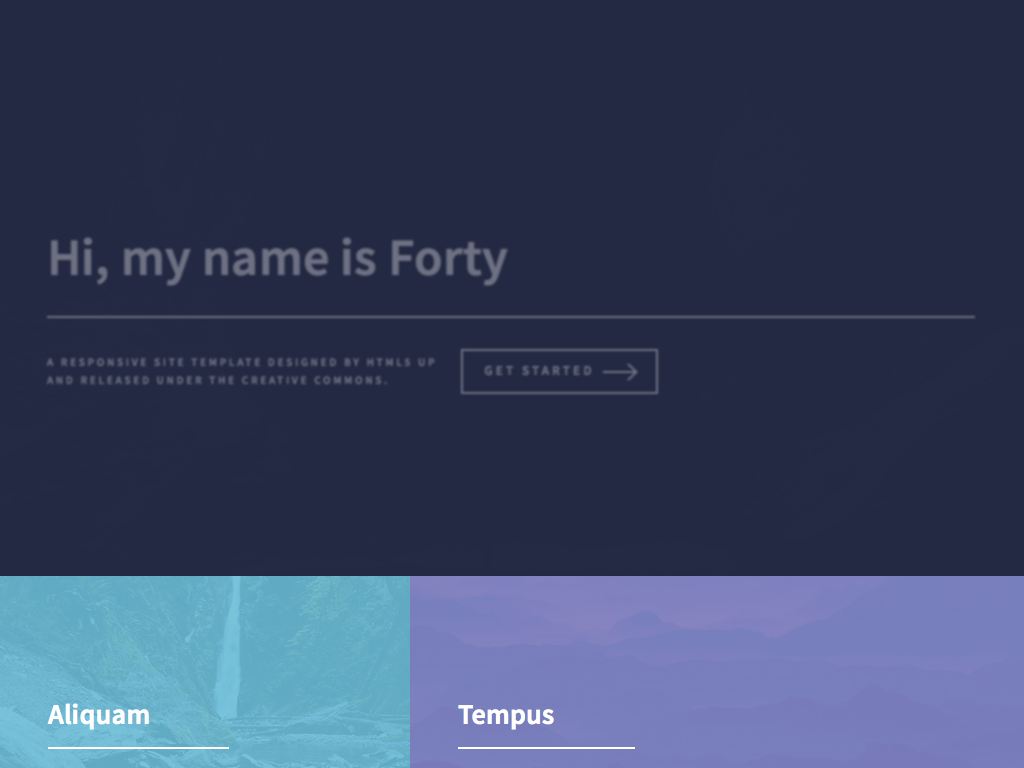 Hi, my name is Forty
A RESPONSIVE SITE TEMPLATE DESIGNED BY HTML5 UP
AND RELEASED UNDER THE CREATIVE COMMONS.
GET STARTED
Aliquam
Tempus